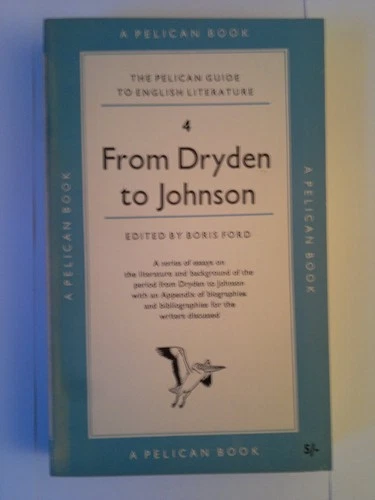 A PELICAN BOOK
THE PELICAN GUIDE
TO ENGLISH LITERATURE
4
From Dryden
to Johnson
EDITED BY BORIS FORD
A series of essays on
the literature and background of the
period from Dryden to Johnson
with an Appendix of biographies
and bibliographies for the
writers discussed
A PELICAN BOOK
A PELICAN BOOK
A PELICAN BOOK
5/-